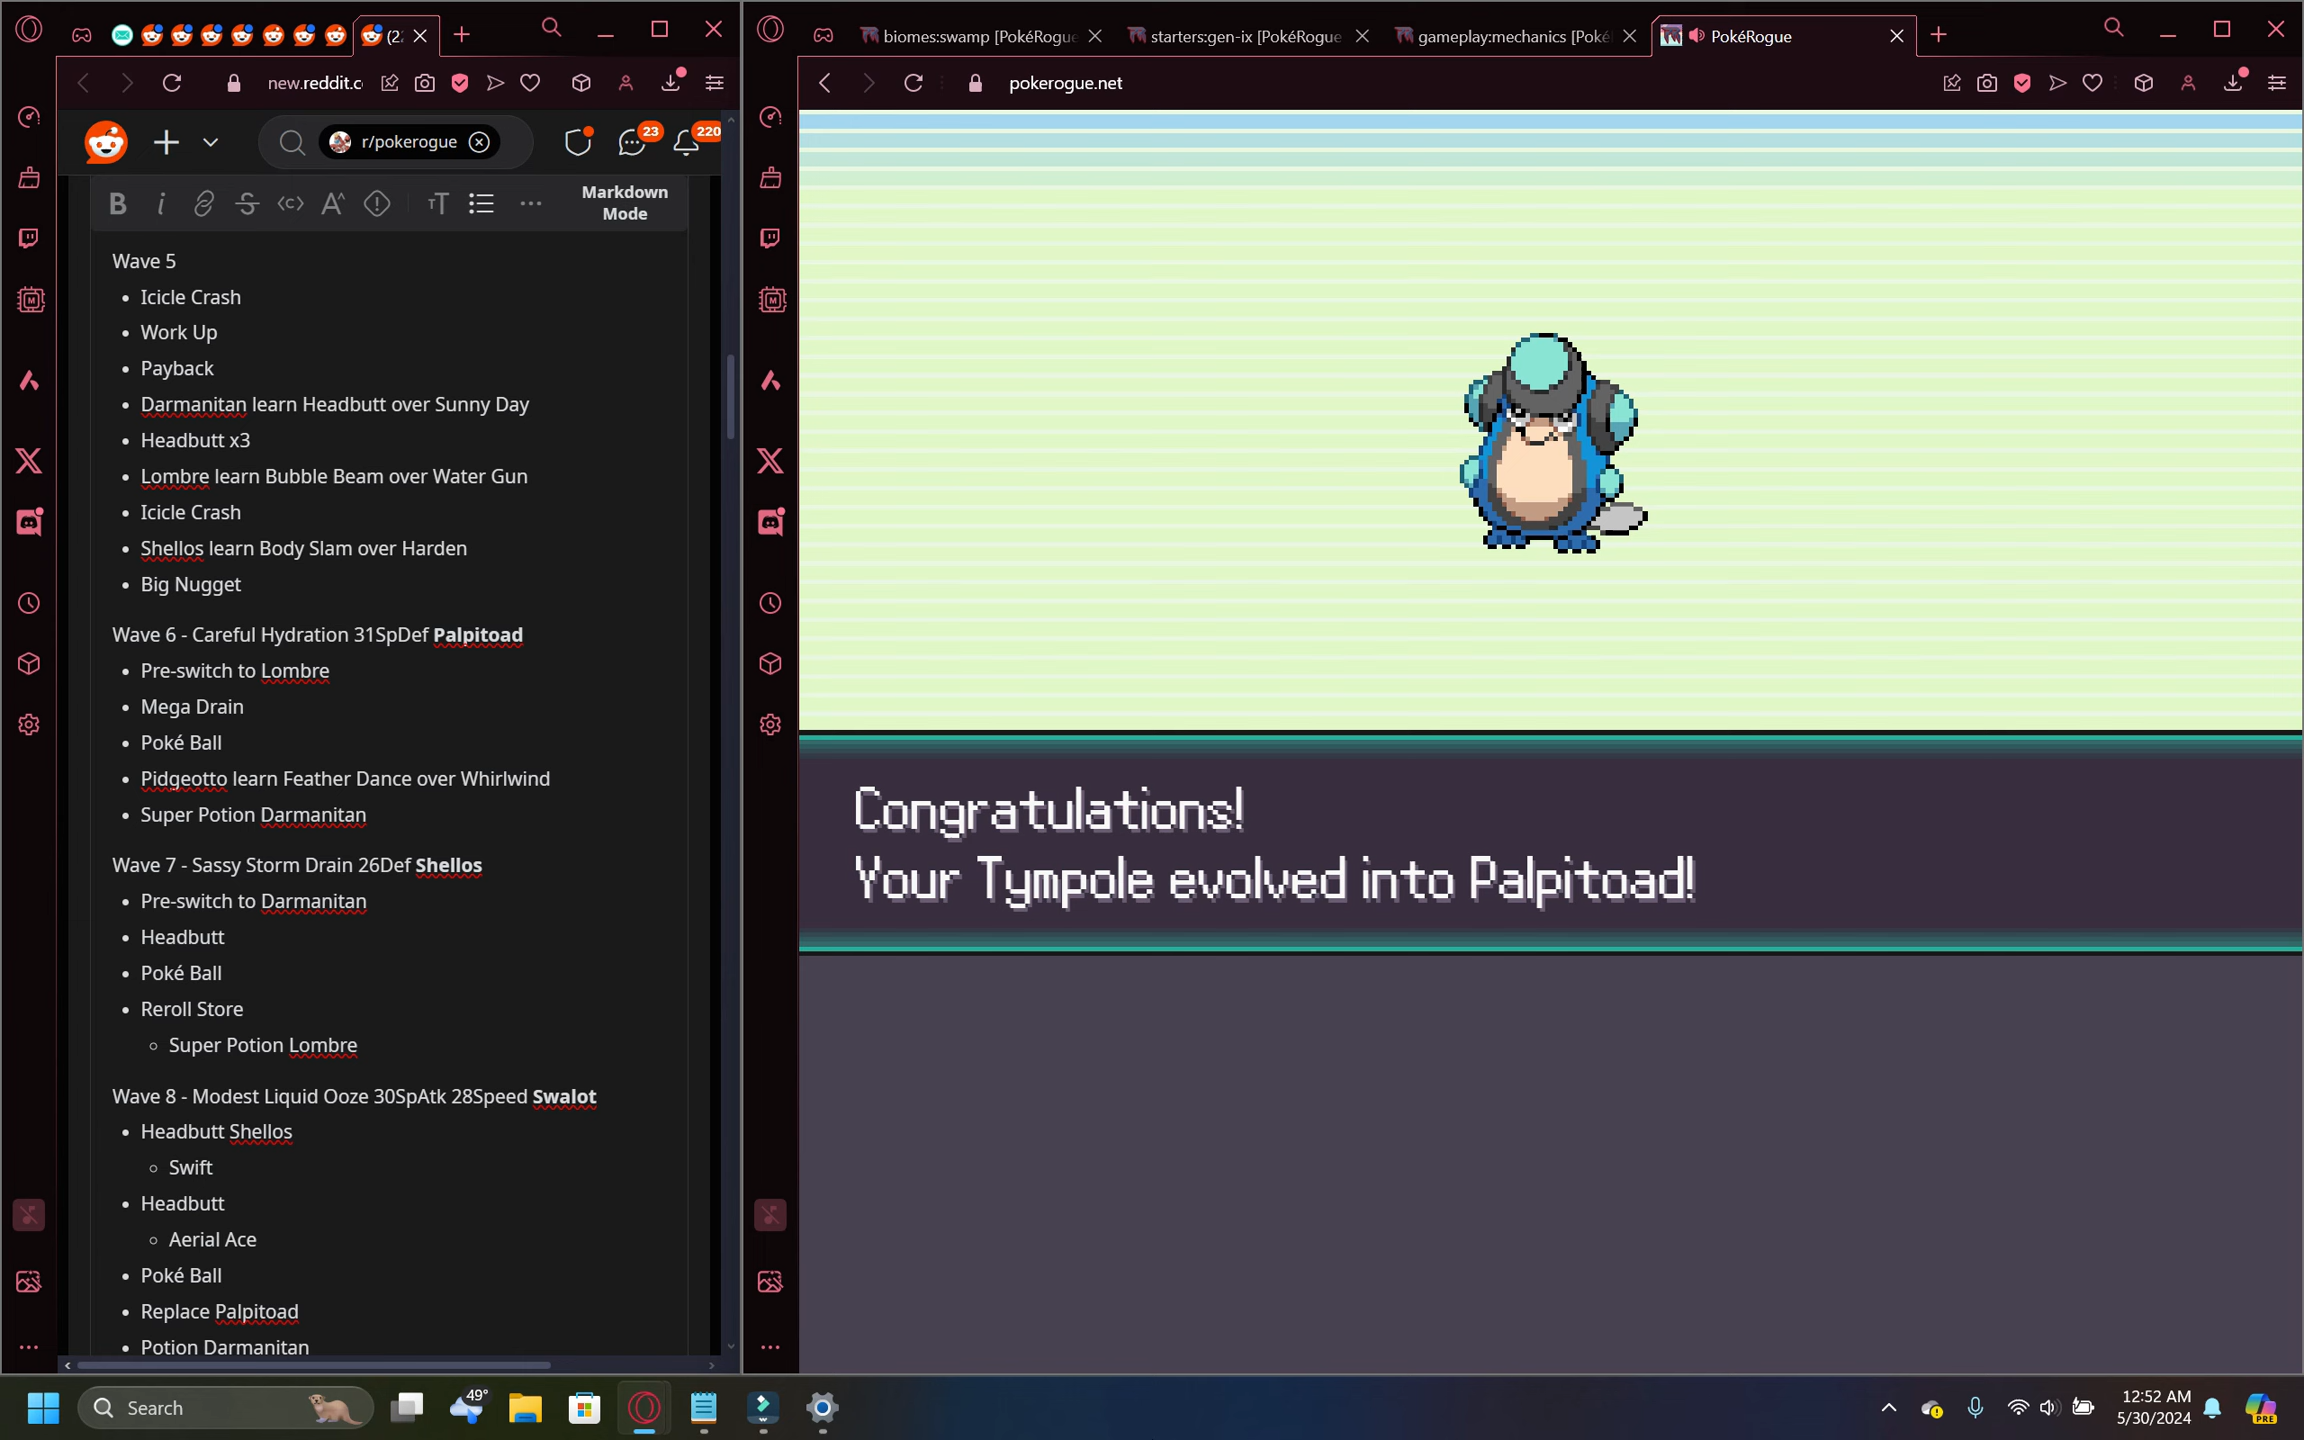 (2
new.reddit.c
r/pokerogue
23
220
Markdown
Mode
Wave 5
• Icicle Crash
• Work Up
• Payback
• Darmanitan learn Headbutt over Sunny Day
• Headbutt x3
• Lombre learn Bubble Beam over Water Gun
• Icicle Crash
• Shellos learn Body Slam over Harden
• Big Nugget
Wave 6 - Careful Hydration 31SpDef Palpitoad
• Pre-switch to Lombre
• Mega Drain
• Poké Ball
• Pidgeotto learn Feather Dance over Whirlwind
• Super Potion Darmanitan
Wave 7 - Sassy Storm Drain 26Def Shellos
• Pre-switch to Darmanitan
• Headbutt
• Poké Ball
• Reroll Store
◦ Super Potion Lombre
Wave 8 - Modest Liquid Ooze 30SpAtk 28Speed Swalot
• Headbutt Shellos
◦ Swift
• Headbutt
◦ Aerial Ace
• Poké Ball
• Replace Palpitoad
• Potion Darmanitan
biomes:swamp [PokéRogue
starters:gen-ix [PokéRogue
gameplay:mechanics [Poké
PokéRogue
pokerogue.net
Congratulations!
Your Tympole evolved into Palpitoad!
Search
49°
12:52 AM
5/30/2024
PRE